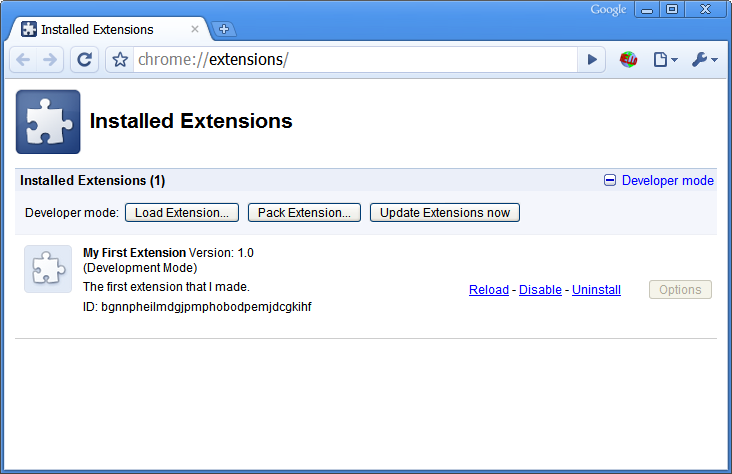 Google
Installed Extensions
chrome://extensions/
Installed Extensions
Installed Extensions (1)
Developer mode
Developer mode: Load Extension... Pack Extension... Update Extensions now
My First Extension Version: 1.0
(Development Mode)
The first extension that I made.
Reload - Disable - Uninstall Options
ID: bgnnpheilmdgjpmphobodpemjdcgkihf